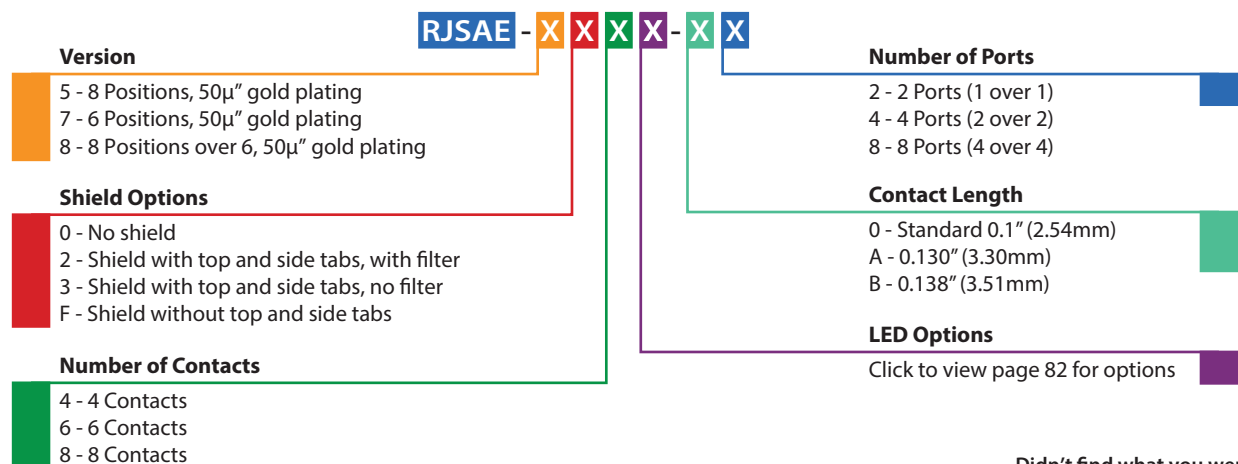 RJSAE - X X X X - X X
Version
5 - 8 Positions, 50µ” gold plating
7 - 6 Positions, 50µ” gold plating
8 - 8 Positions over 6, 50µ” gold plating
Shield Options
0 - No shield
2 - Shield with top and side tabs, with filter
3 - Shield with top and side tabs, no filter
F - Shield without top and side tabs
Number of Contacts
4 - 4 Contacts
6 - 6 Contacts
8 - 8 Contacts
Number of Ports
2 - 2 Ports (1 over 1)
4 - 4 Ports (2 over 2)
8 - 8 Ports (4 over 4)
Contact Length
0 - Standard 0.1” (2.54mm)
A - 0.130” (3.30mm)
B - 0.138” (3.51mm)
LED Options
Click to view page 82 for options
Didn’t find what you wer